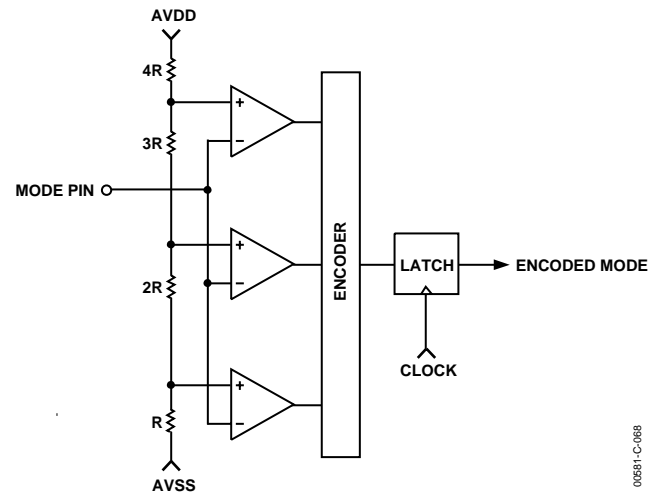 AVDD
4R
+
−
3R
MODE PIN
+
−
2R
ENCODER
LATCH
ENCODED MODE
CLOCK
+
−
R
AVSS
00581-C-068